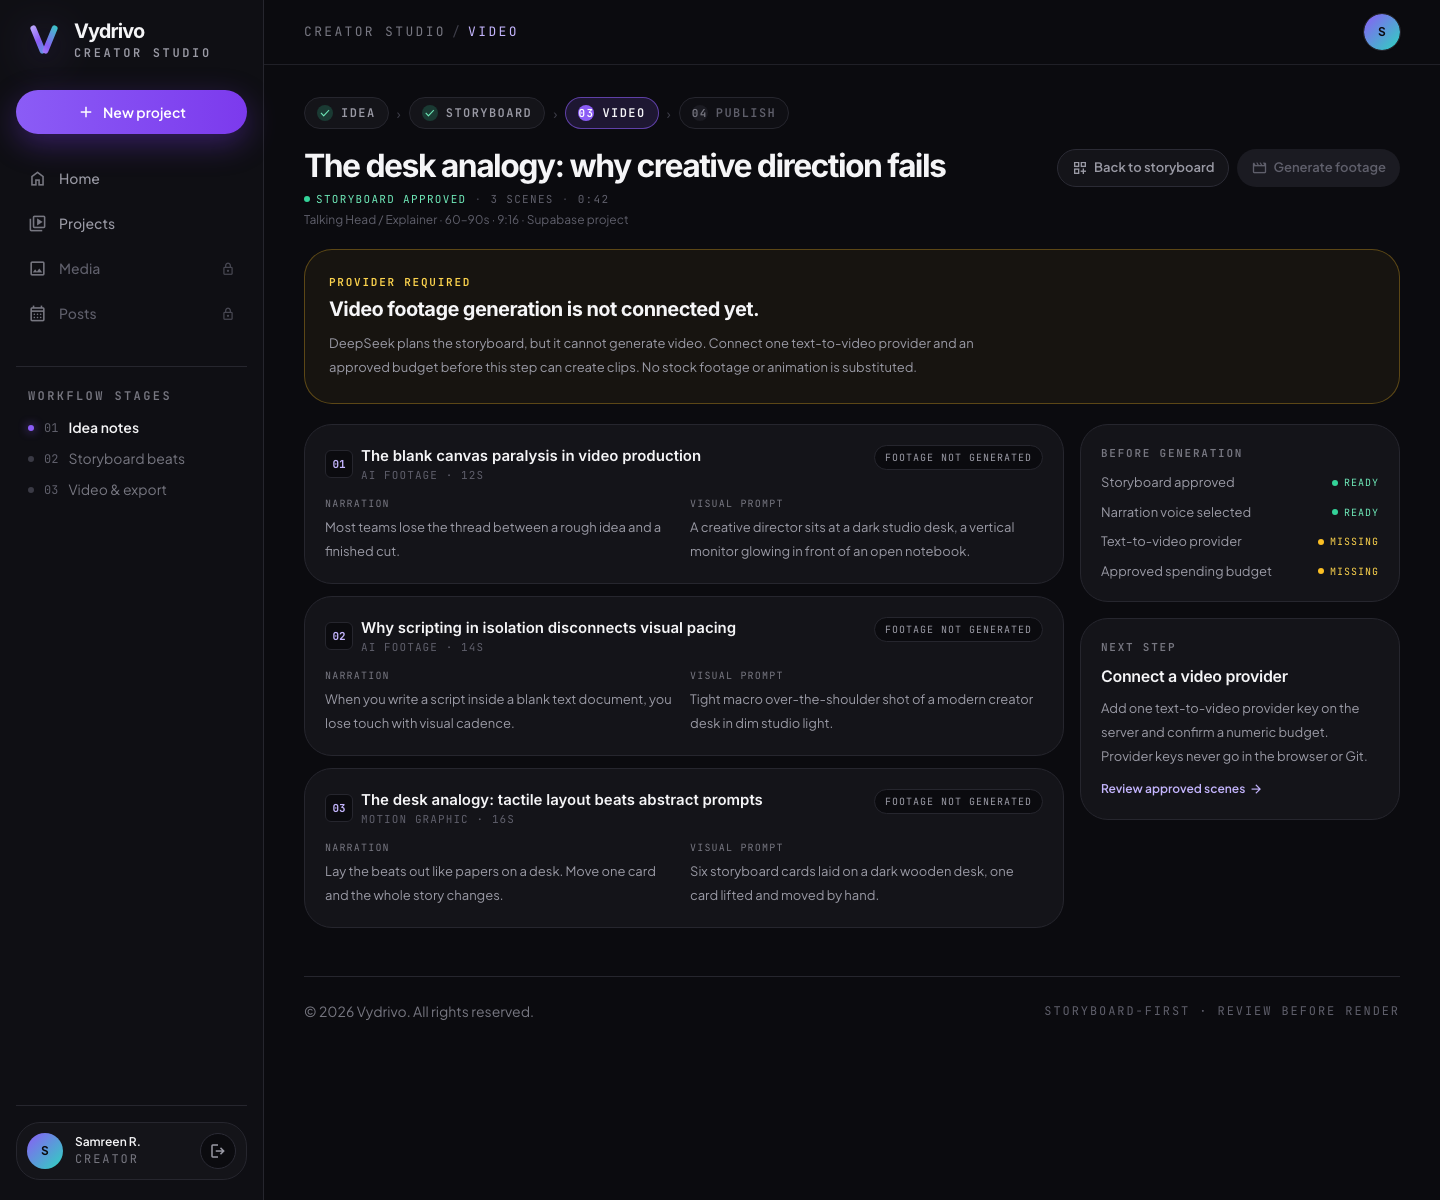 Vydrivo
CREATOR STUDIO
New project
Home
Projects
Media
Posts
WORKFLOW STAGES
01 Idea notes
02 Storyboard beats
03 Video & export
S
Samreen R.
CREATOR
CREATOR STUDIO / VIDEO
S
IDEA › STORYBOARD › 03 VIDEO › 04 PUBLISH
The desk analogy: why creative direction fails
Back to storyboard
Generate footage
STORYBOARD APPROVED · 3 SCENES · 0:42
Talking Head / Explainer · 60–90s · 9:16 · Supabase project
PROVIDER REQUIRED
Video footage generation is not connected yet.
DeepSeek plans the storyboard, but it cannot generate video. Connect one text-to-video provider and an
approved budget before this step can create clips. No stock footage or animation is substituted.
01
The blank canvas paralysis in video production
AI FOOTAGE · 12S
FOOTAGE NOT GENERATED
NARRATION
Most teams lose the thread between a rough idea and a
finished cut.
VISUAL PROMPT
A creative director sits at a dark studio desk, a vertical
monitor glowing in front of an open notebook.
02
Why scripting in isolation disconnects visual pacing
AI FOOTAGE · 14S
FOOTAGE NOT GENERATED
NARRATION
When you write a script inside a blank text document, you
lose touch with visual cadence.
VISUAL PROMPT
Tight macro over-the-shoulder shot of a modern creator
desk in dim studio light.
03
The desk analogy: tactile layout beats abstract prompts
MOTION GRAPHIC · 16S
FOOTAGE NOT GENERATED
NARRATION
Lay the beats out like papers on a desk. Move one card
and the whole story changes.
VISUAL PROMPT
Six storyboard cards laid on a dark wooden desk, one
card lifted and moved by hand.
BEFORE GENERATION
Storyboard approved READY
Narration voice selected READY
Text-to-video provider MISSING
Approved spending budget MISSING
NEXT STEP
Connect a video provider
Add one text-to-video provider key on the
server and confirm a numeric budget.
Provider keys never go in the browser or Git.
Review approved scenes →
© 2026 Vydrivo. All rights reserved.
STORYBOARD-FIRST · REVIEW BEFORE RENDER